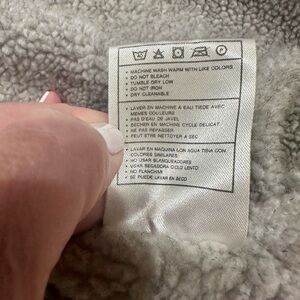 • MACHINE WASH WARM WITH LIKE COLORS
• DO NOT BLEACH
• TUMBLE DRY LOW
• DO NOT IRON
• DRY CLEANABLE
• LAVER EN MACHINE A EAU TIEDE AVEC
MEMES COULEURS
• PAS D'EAU DE JAVEL
• SECHER EN MACHINE CYCLE DELICAT
• NE PAS REPASSER
• PEUT ETRE NETTOYER A SEC
• LAVAR EN MAQUINA CON AGUA TIBIA CON
COLORES SIMILARES
• NO USAR BLANQUEADORES
• USAR SECADORA CICLO LENTO
• NO PLANCHAR
• SE PUEDE LAVAR EN SECO